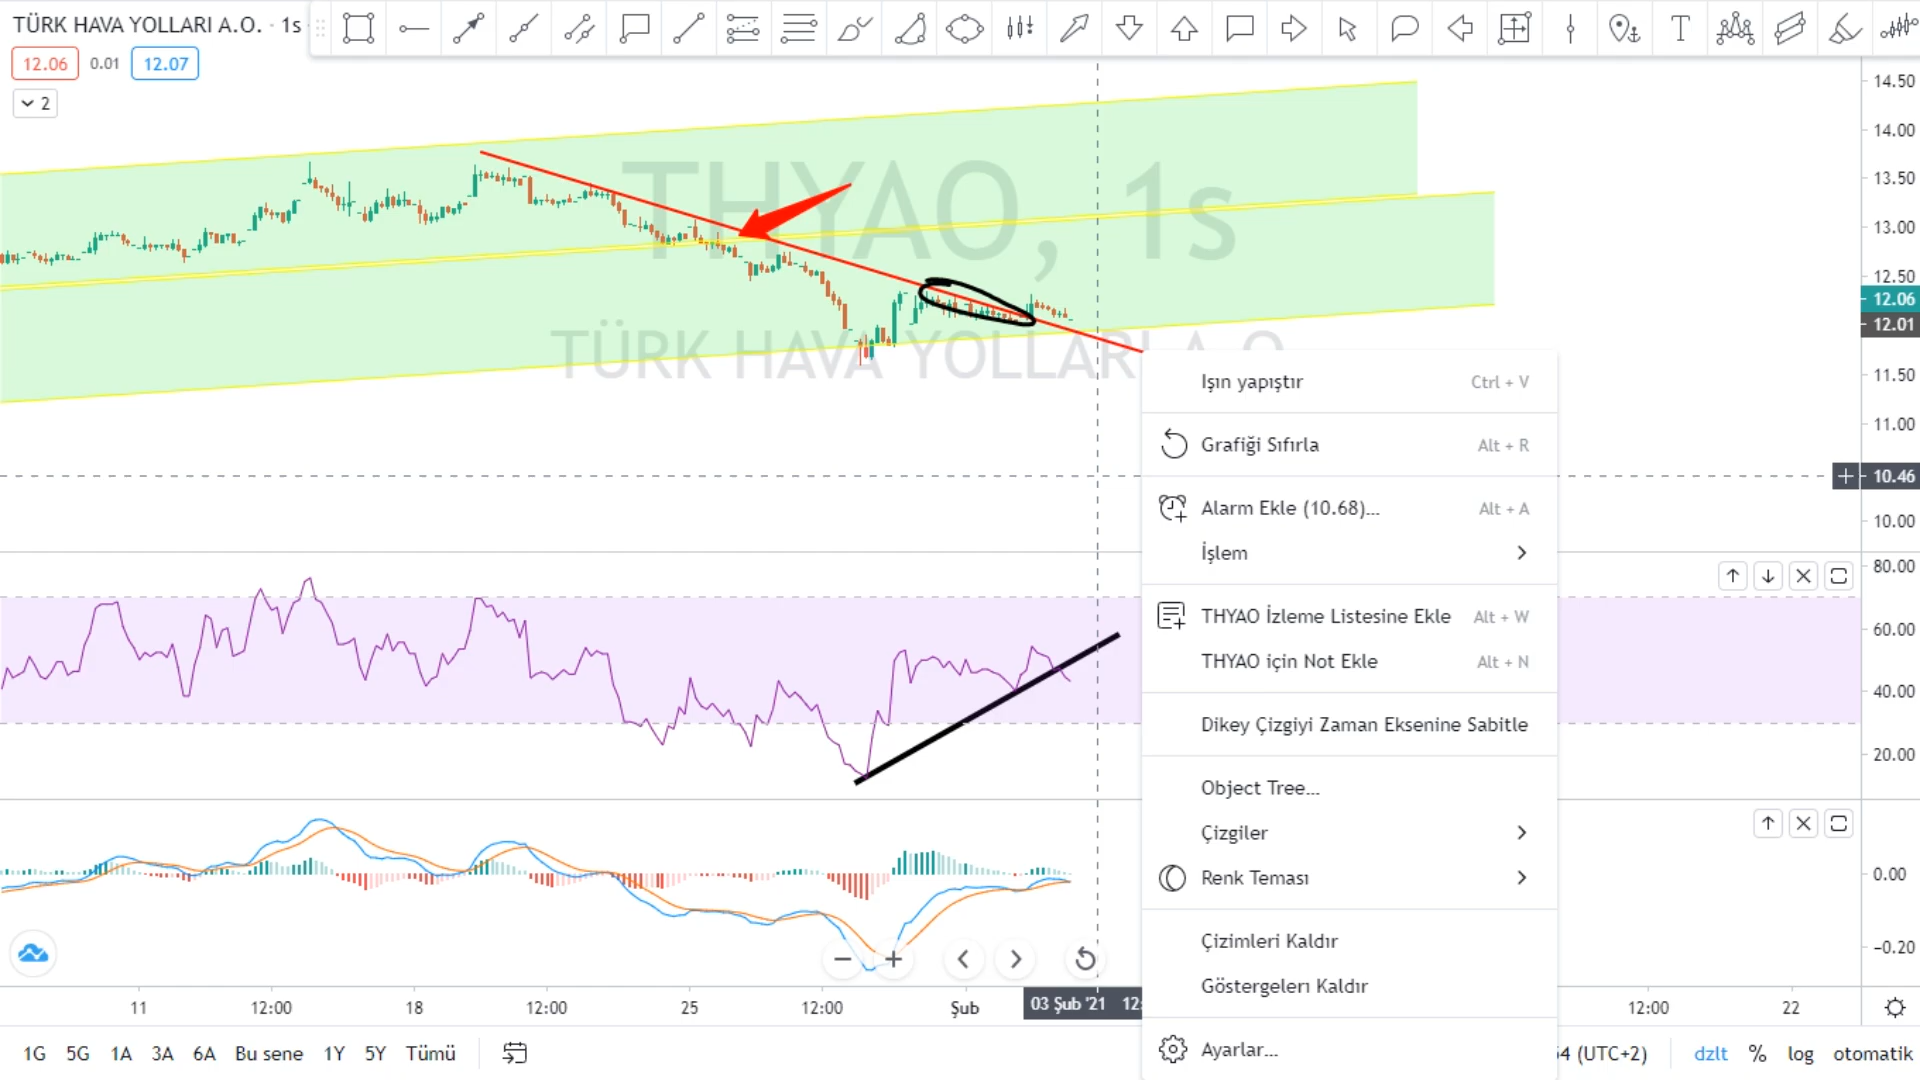 TÜRK HAVA YOLLARI A.O. · 1s
12.06 0.01 12.07
2
THYAO, 1s
TÜRK HAVA YOLLARI A.O.
14.50
14.00
13.50
13.00
12.50
12.06
12.01
11.50
11.00
10.46
10.00
80.00
60.00
40.00
20.00
0.00
−0.20
Işın yapıştır Ctrl + V
Grafiği Sıfırla Alt + R
Alarm Ekle (10.68)... Alt + A
İşlem
THYAO İzleme Listesine Ekle Alt + W
THYAO için Not Ekle Alt + N
Dikey Çizgiyi Zaman Eksenine Sabitle
Object Tree...
Çizgiler
Renk Teması
Çizimleri Kaldır
Göstergelerı Kaldır
Ayarlar...
11 12:00 18 12:00 25 12:00 Şub 03 Şub '21 12: 12:00 22
1G 5G 1A 3A 6A Bu sene 1Y 5Y Tümü 54 (UTC+2) dzlt % log otomatik